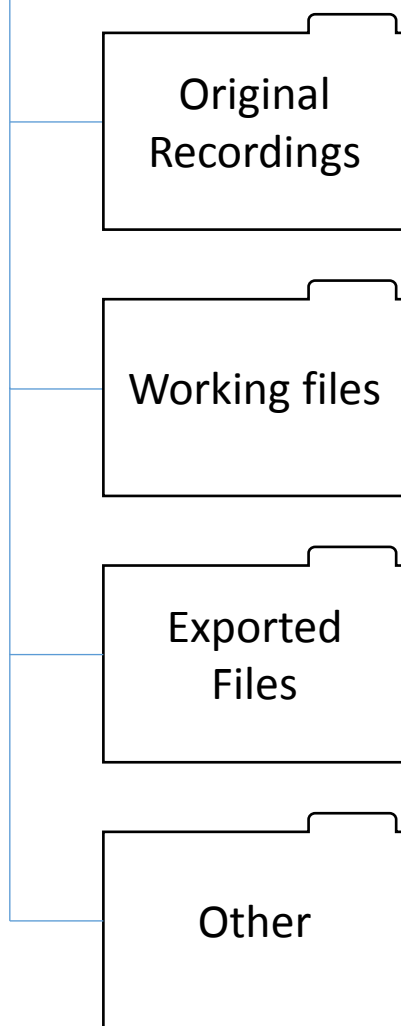 Original
Recordings
Working files
Exported
Files
Other